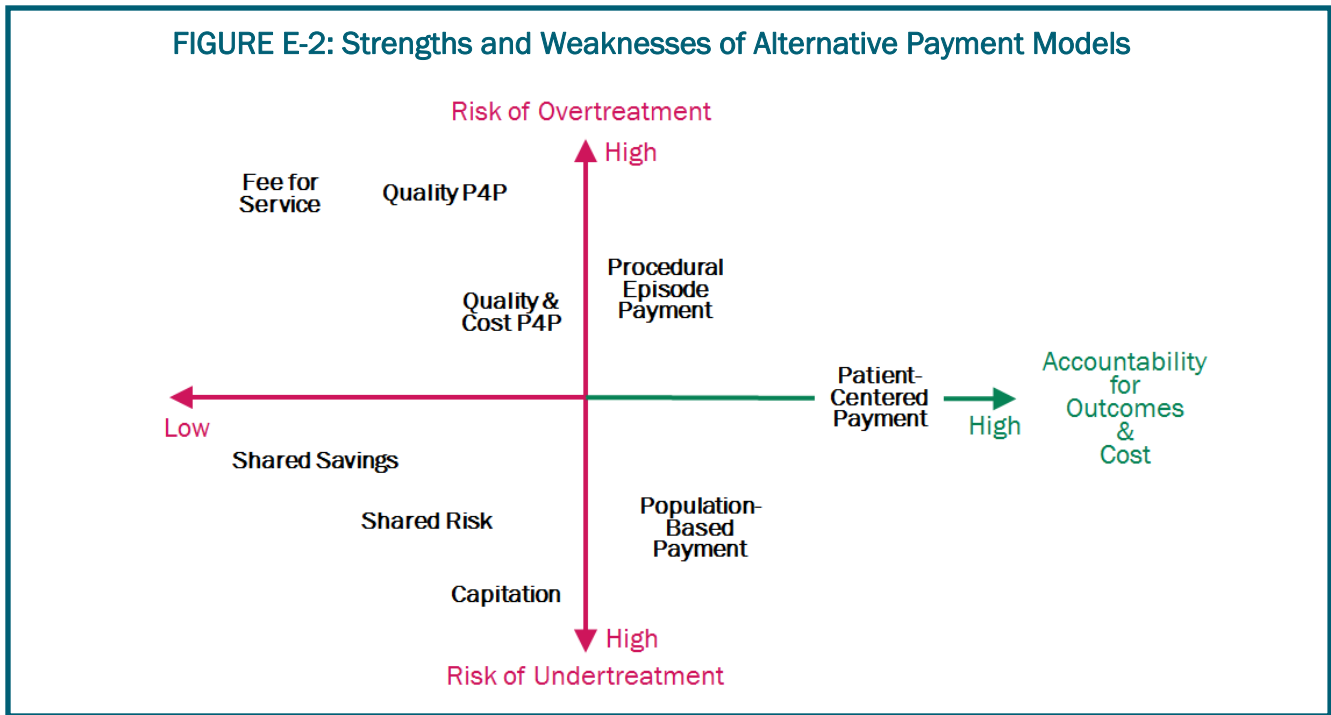 FIGURE E-2: Strengths and Weaknesses of Alternative Payment Models
Risk of Overtreatment
High
Fee for
Service
Quality P4P
Procedural
Episode
Payment
Quality &
Cost P4P
Patient-
Centered
Payment
Accountability
for
Outcomes
&
Cost
Low
High
Shared Savings
Shared Risk
Population-
Based
Payment
Capitation
High
Risk of Undertreatment